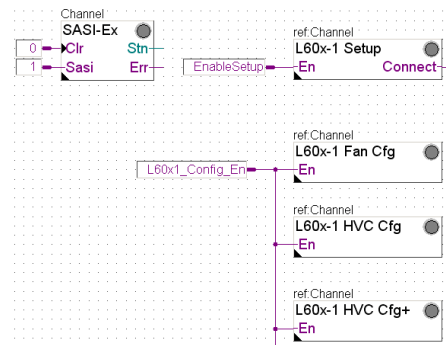 Channel
SASI-Ex
0 Clr Stn
1 Sasi Err
ref:Channel
L60x-1 Setup
EnableSetup En Connect
ref:Channel
L60x-1 Fan Cfg
L60x1_Config_En En
ref:Channel
L60x-1 HVC Cfg
En
ref:Channel
L60x-1 HVC Cfg+
En